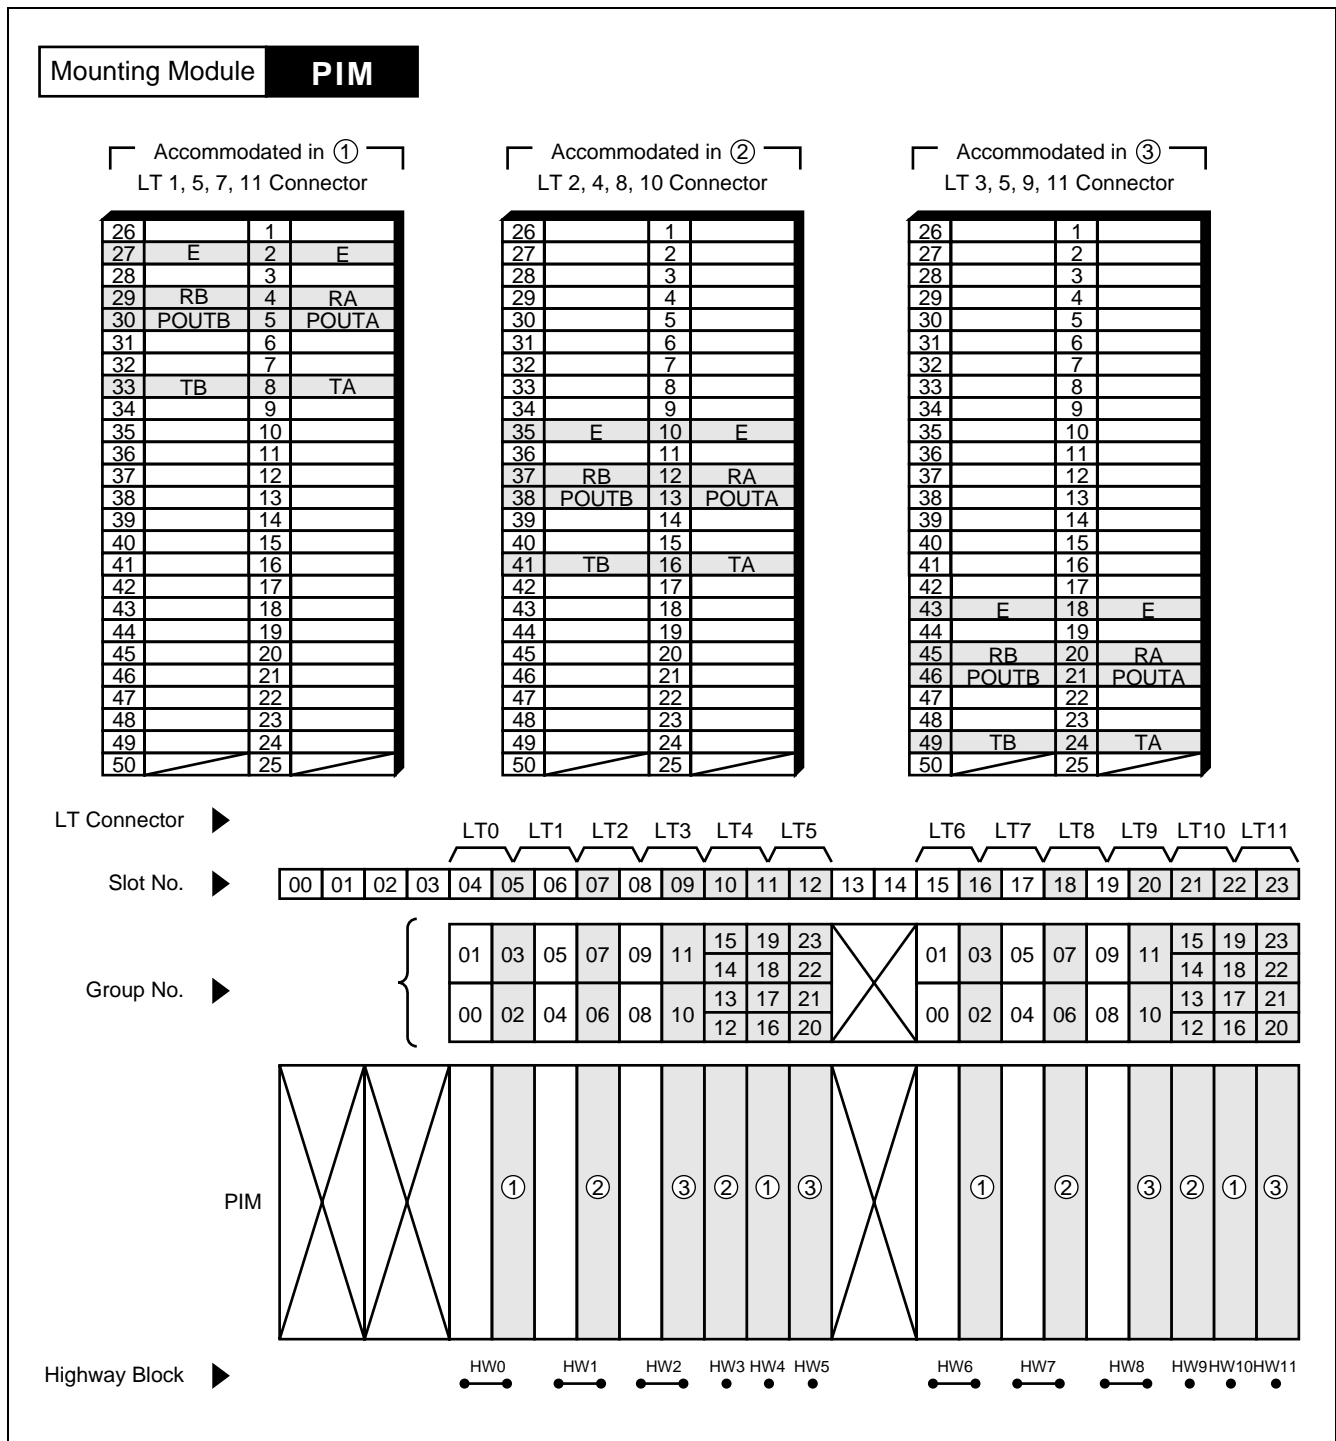 Mounting Module PIM
Accommodated in ① Accommodated in ② Accommodated in ③
LT 1, 5, 7, 11 Connector LT 2, 4, 8, 10 Connector LT 3, 5, 9, 11 Connector
26 1 26 1 26 1
27 E 2 E 27 2 27 2
28 3 28 3 28 3
29 RB 4 RA 29 4 29 4
30 POUTB 5 POUTA 30 5 30 5
31 6 31 6 31 6
32 7 32 7 32 7
33 TB 8 TA 33 8 33 8
34 9 34 9 34 9
35 10 35 E 10 E 35 10
36 11 36 11 36 11
37 12 37 RB 12 RA 37 12
38 13 38 POUTB 13 POUTA 38 13
39 14 39 14 39 14
40 15 40 15 40 15
41 16 41 TB 16 TA 41 16
42 17 42 17 42 17
43 18 43 18 43 E 18 E
44 19 44 19 44 19
45 20 45 20 45 RB 20 RA
46 21 46 21 46 POUTB 21 POUTA
47 22 47 22 47 22
48 23 48 23 48 23
49 24 49 24 49 TB 24 TA
50 25 50 25 50 25
LT Connector LT0 LT1 LT2 LT3 LT4 LT5 LT6 LT7 LT8 LT9 LT10 LT11
Slot No. 00 01 02 03 04 05 06 07 08 09 10 11 12 13 14 15 16 17 18 19 20 21 22 23
Group No.
01 03 05 07 09 11 15 19 23 01 03 05 07 09 11 15 19 23
14 18 22 14 18 22
00 02 04 06 08 10 13 17 21 00 02 04 06 08 10 13 17 21
12 16 20 12 16 20
PIM ① ② ③ ② ① ③ ① ② ③ ② ① ③
Highway Block HW0 HW1 HW2 HW3 HW4 HW5 HW6 HW7 HW8 HW9 HW10 HW11